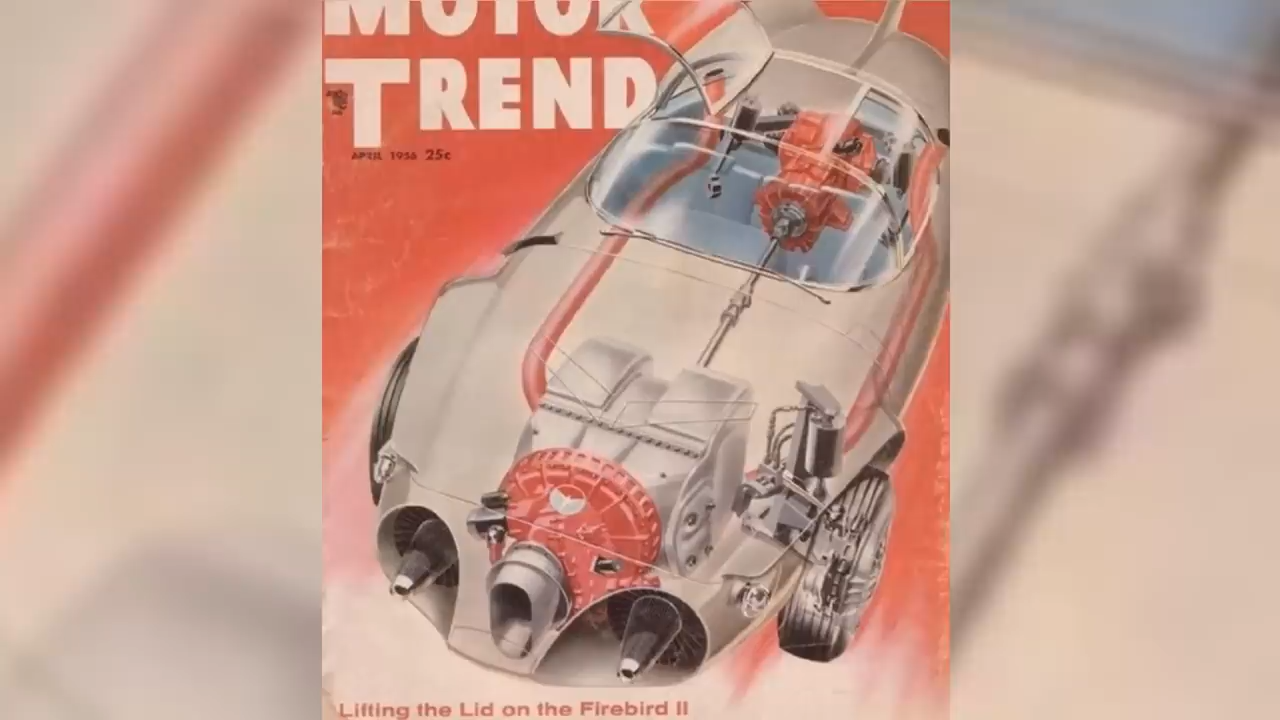 MOTOR
TREND
APRIL 1956 25c
Lifting the Lid on the Firebird II